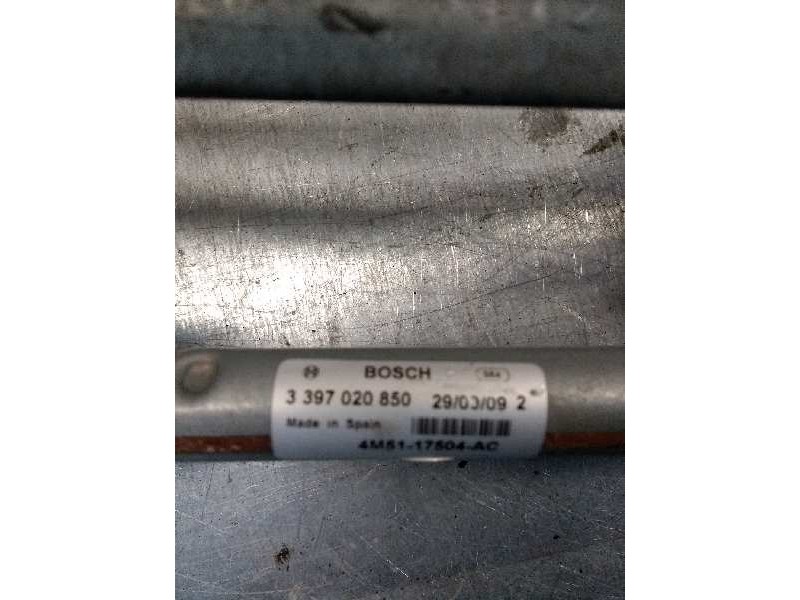 BOSCH
3 397 020 850 29/03/09 2
Made in Spain
4M51-17504-AC